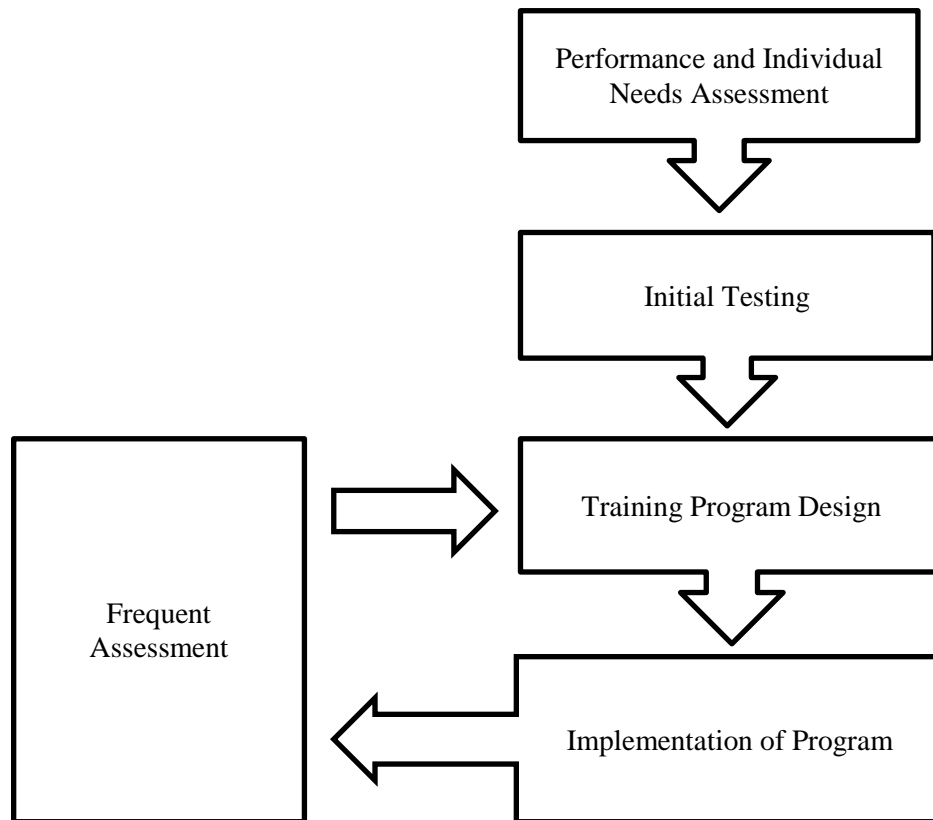 Performance and Individual
Needs Assessment
Initial Testing
Training Program Design
Frequent
Assessment
Implementation of Program